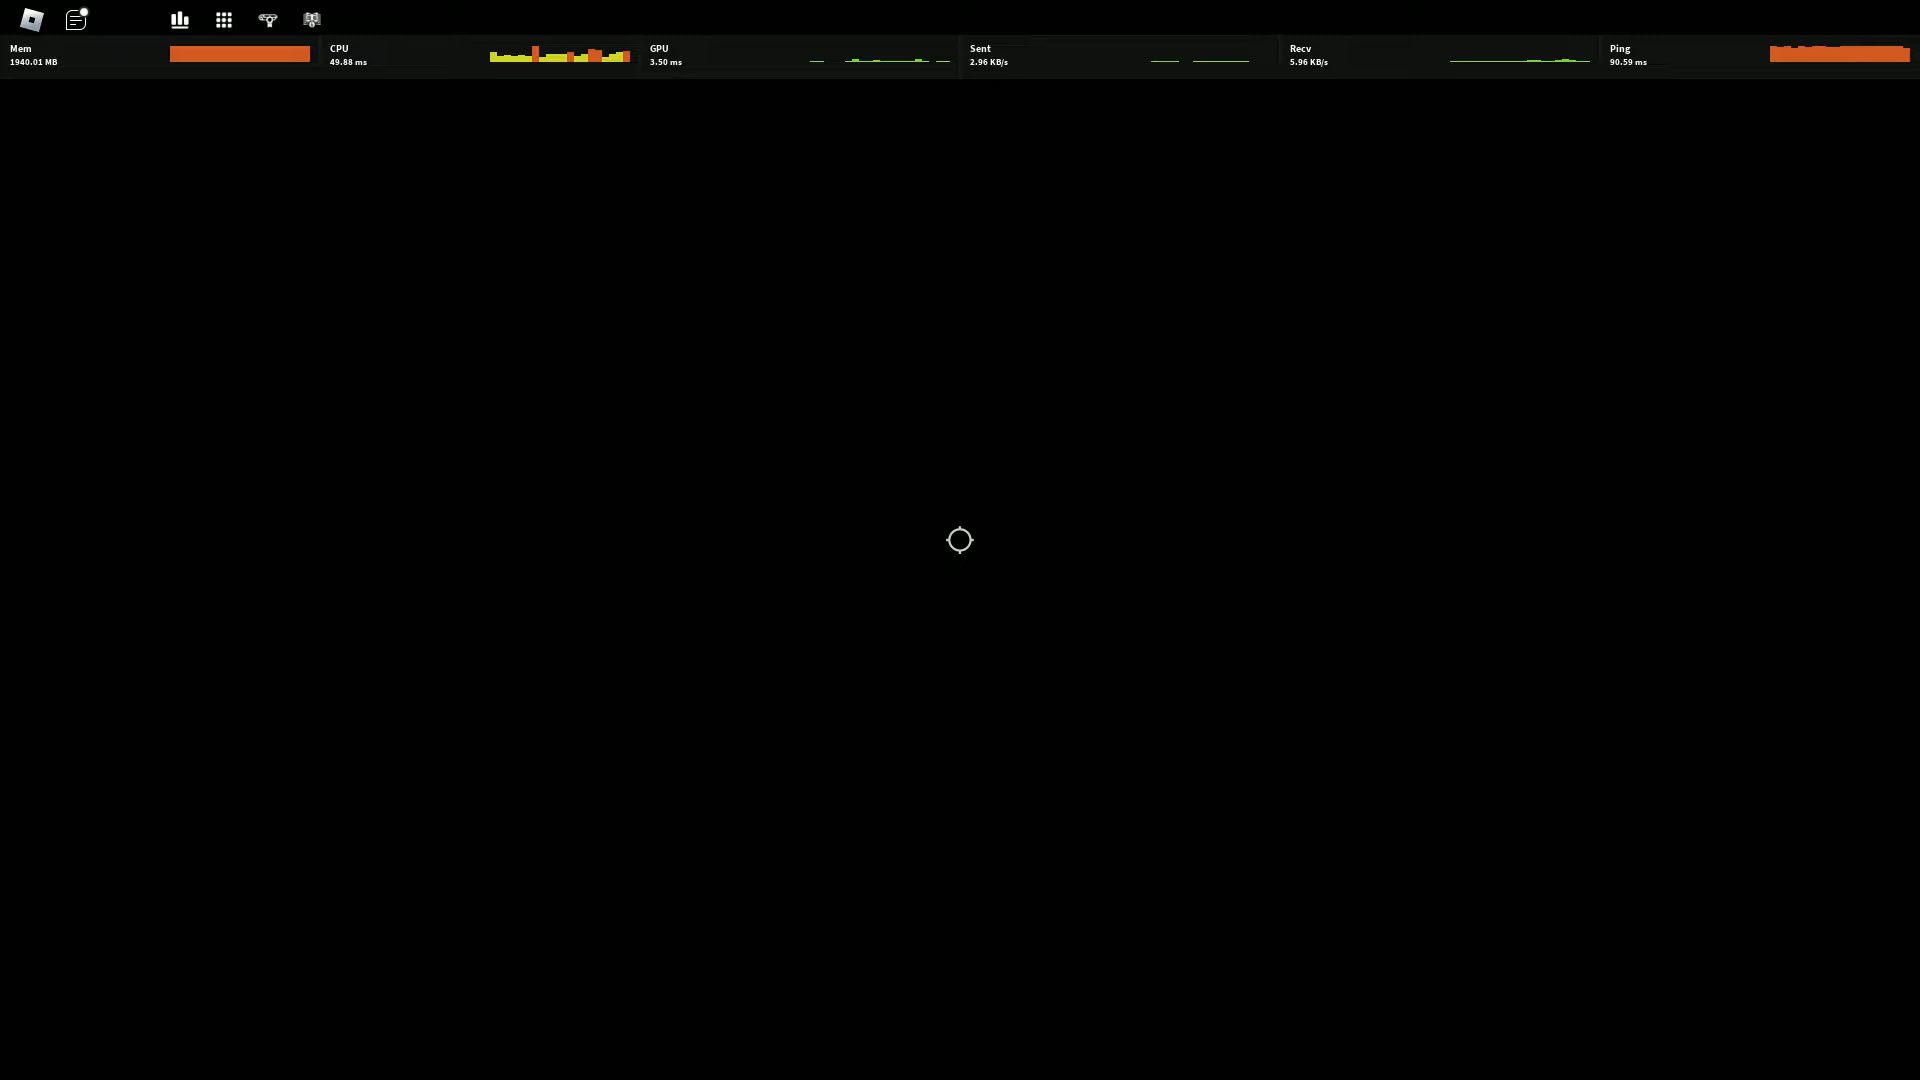 Mem
1940.01 MB
CPU
49.88 ms
GPU
3.50 ms
Sent
2.96 KB/s
Recv
5.96 KB/s
Ping
90.59 ms